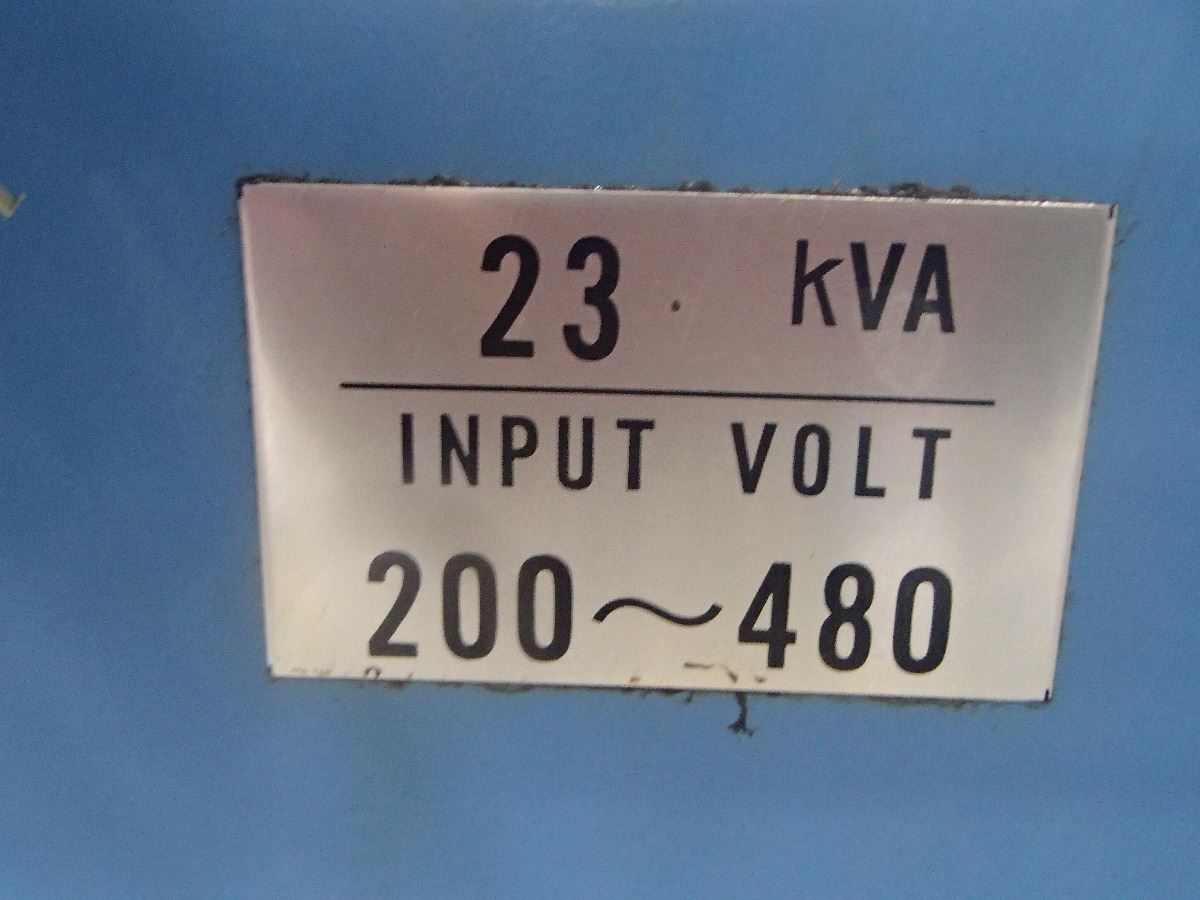 23 kVA
INPUT VOLT
200~480